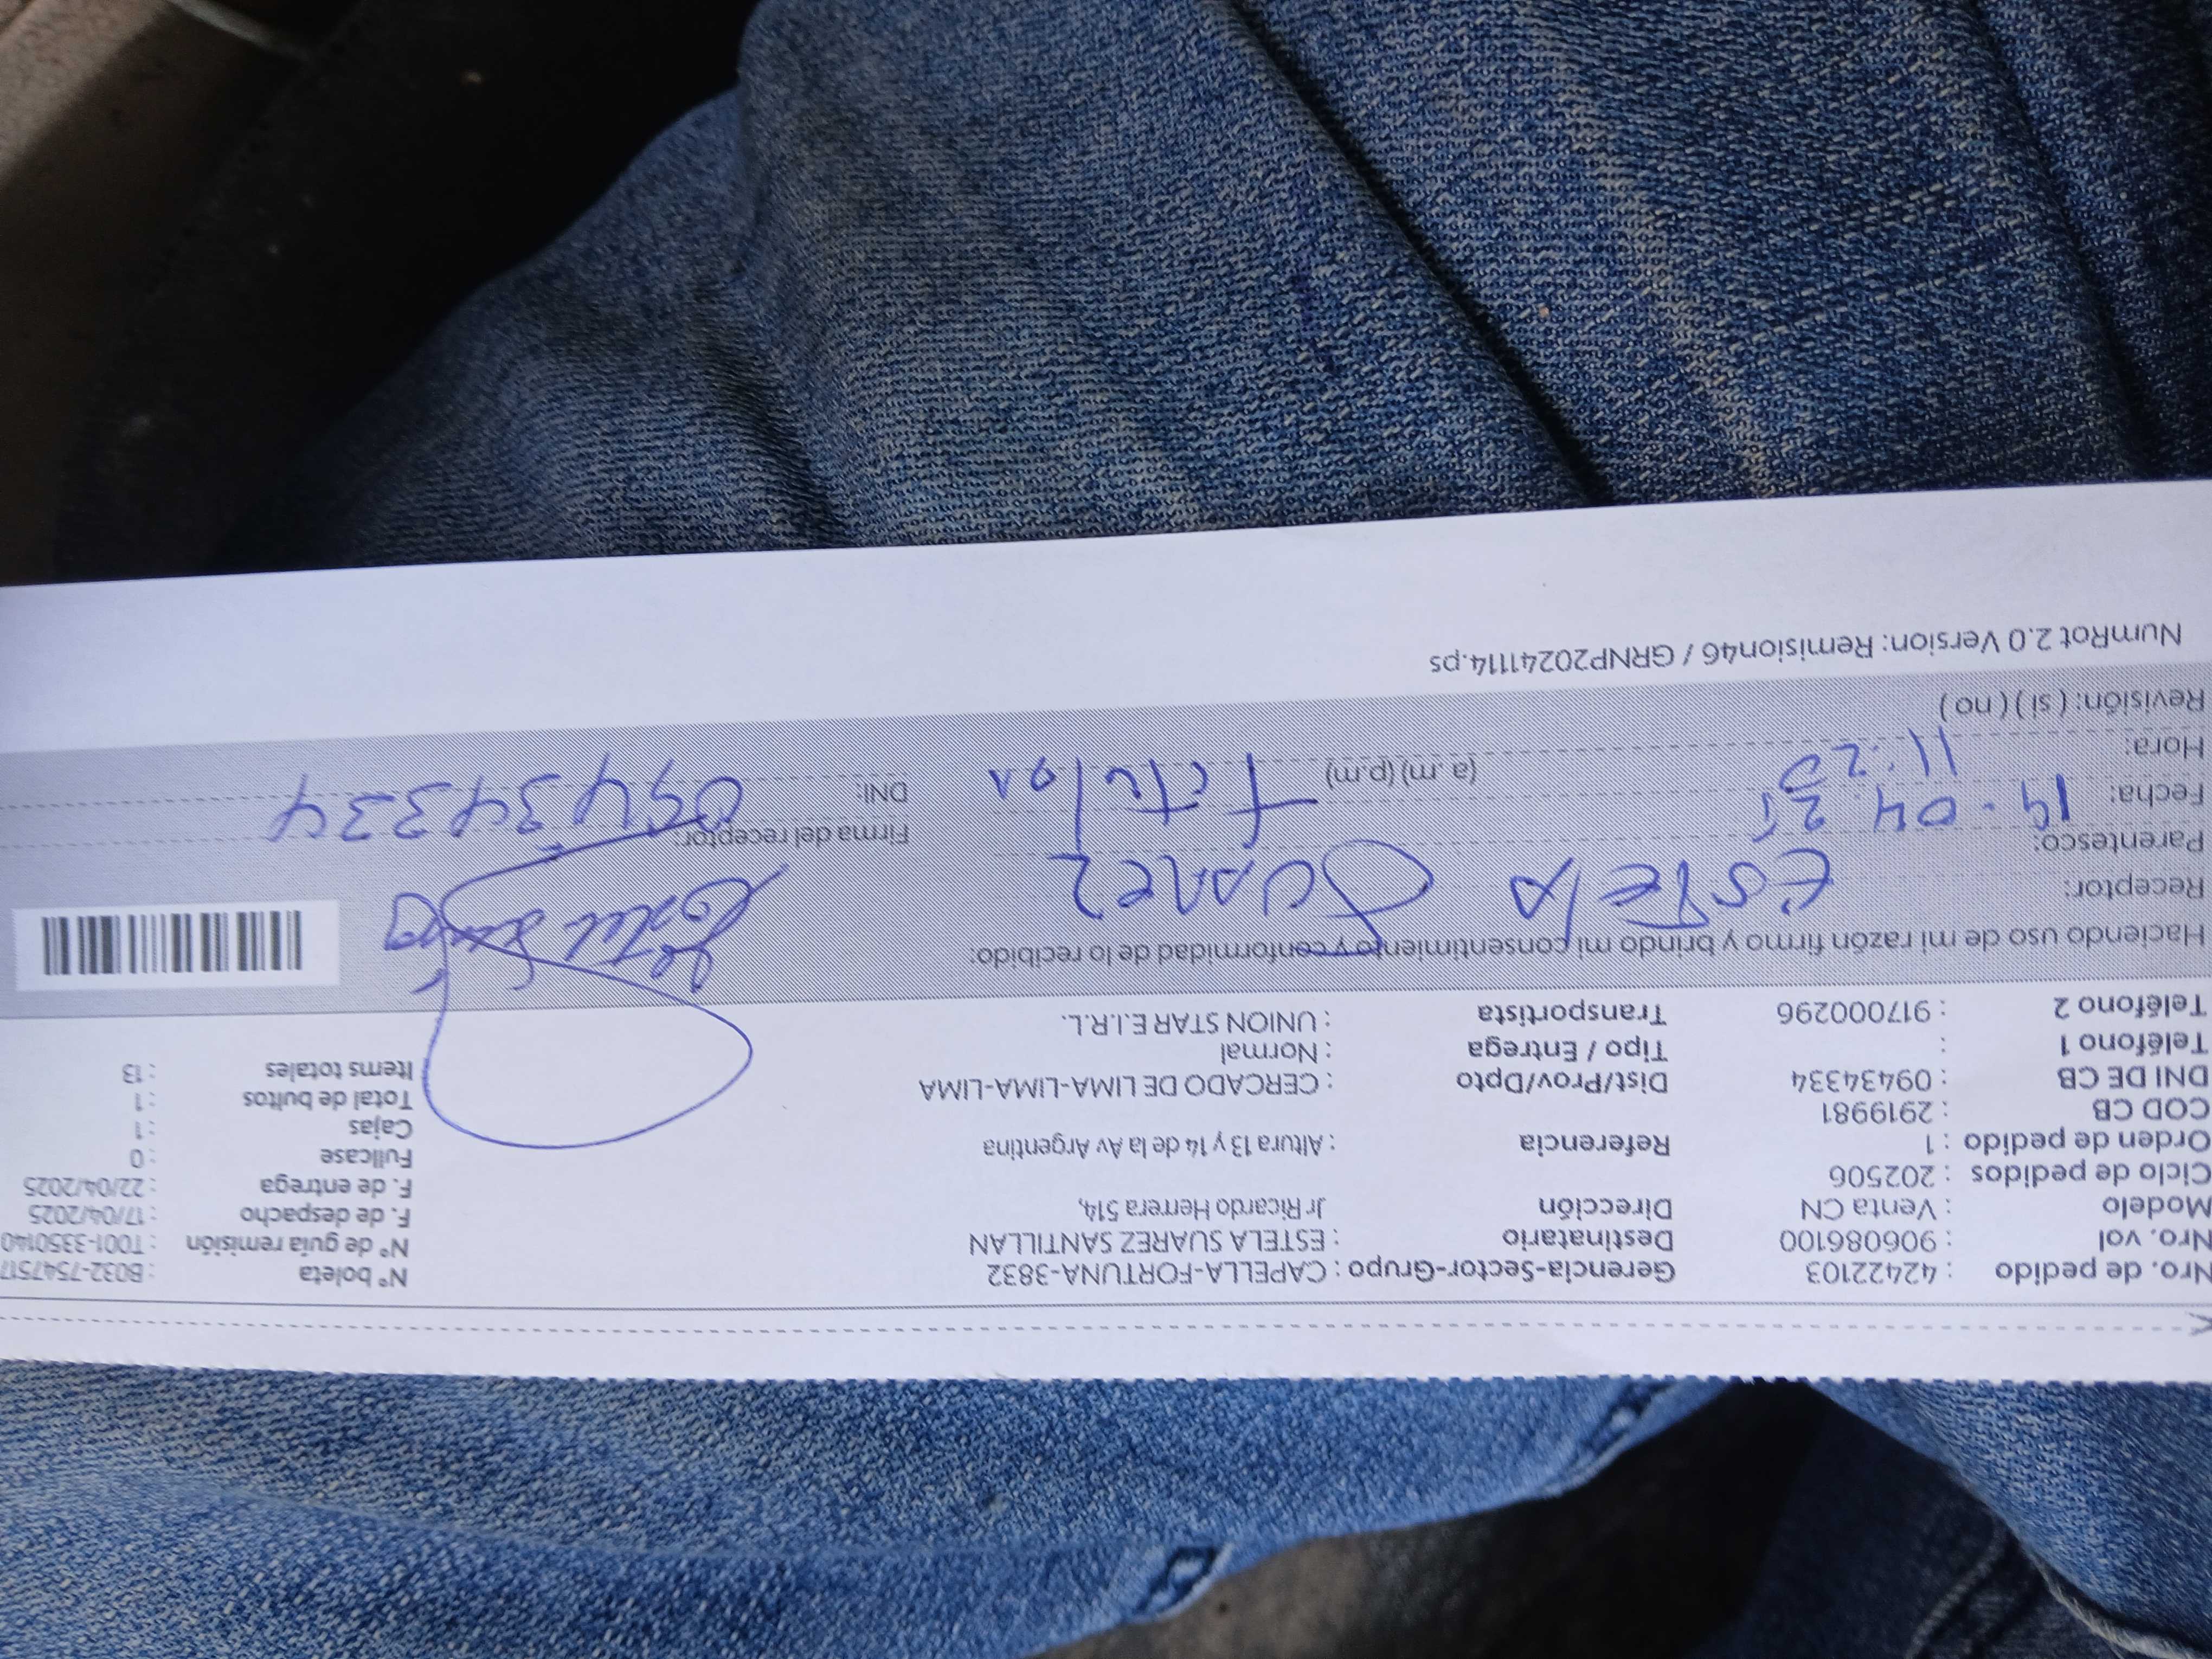 Nro. de pedido : 42422103 Gerencia-Sector-Grupo : CAPELLA-FORTUNA-3832 N° boleta : B032-7547517
Nro. vol : 906086100 Destinatario : ESTELA SUAREZ SANTILLAN N° de guía remisión : T001-3350140
Modelo : Venta CN Dirección Jr Ricardo Herrera 514, F. de despacho : 17/04/2025
Ciclo de pedidos : 202506 F. de entrega : 22/04/2025
Orden de pedido : 1 Referencia : Altura 13 y 14 de la Av Argentina Fullcase : 0
COD CB : 2919981 Cajas : 1
DNI DE CB : 09434334 Dist/Prov/Dpto : CERCADO DE LIMA-LIMA-LIMA Total de bultos : 1
Teléfono 1 : Tipo / Entrega : Normal Items totales : 13
Teléfono 2 : 917000296 Transportista : UNION STAR E.I.R.L.
Haciendo uso de mi razón firmo y brindo mi consentimiento y conformidad de lo recibido:
Receptor: Estela Suarez
Parentesco: Titular Firma del receptor:
Fecha: 19.04.25 DNI: 09434334
Hora: 11:25 (a .m) (p.m)
Revisión: ( si ) ( no )
NumRot 2.0 Version: Remision46 / GRNP20241114.ps